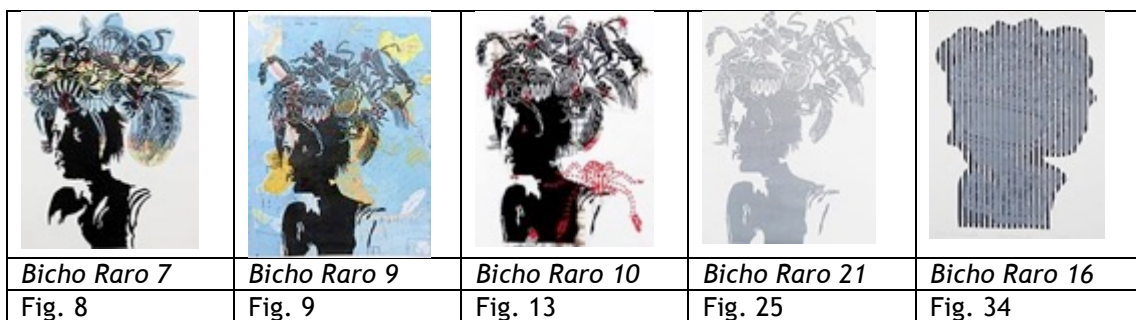 Bicho Raro 7 Bicho Raro 9 Bicho Raro 10 Bicho Raro 21 Bicho Raro 16
Fig. 8 Fig. 9 Fig. 13 Fig. 25 Fig. 34